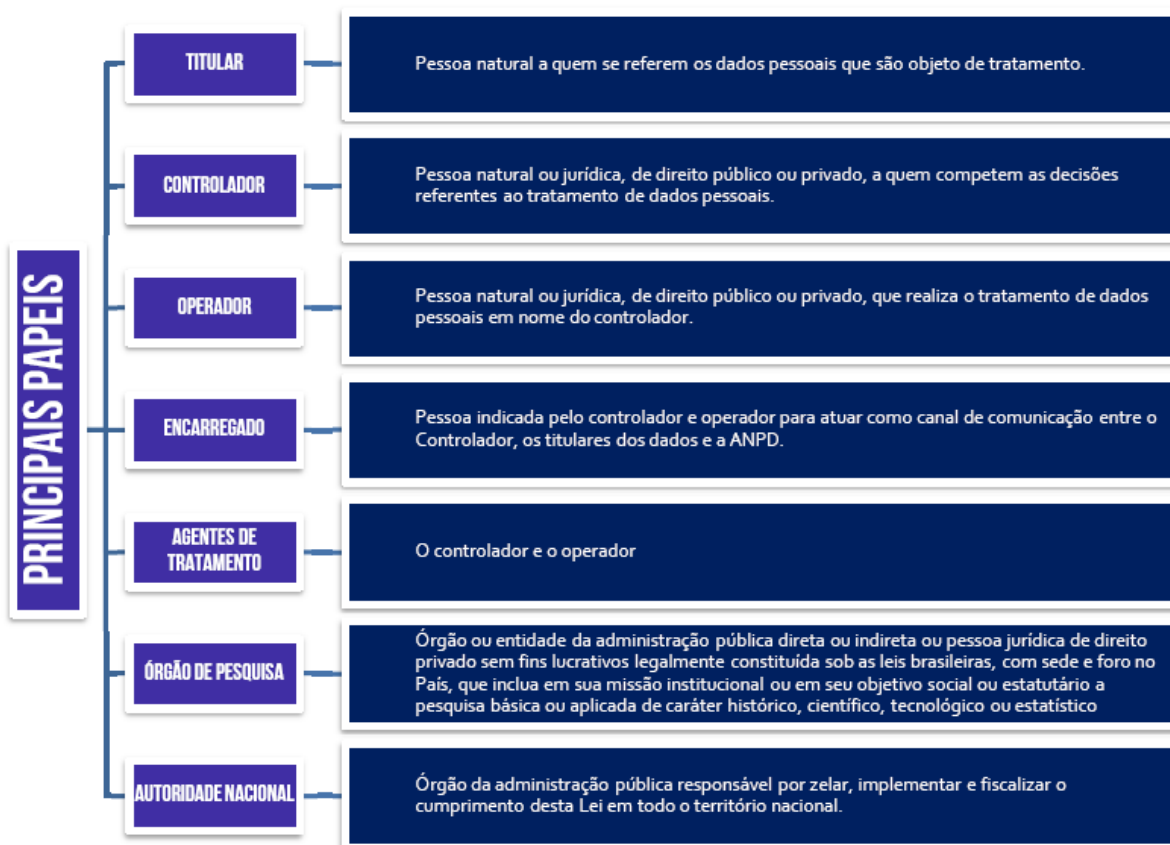 PRINCIPAIS PAPEIS
TITULAR
Pessoa natural a quem se referem os dados pessoais que são objeto de tratamento.
CONTROLADOR
Pessoa natural ou jurídica, de direito público ou privado, a quem competem as decisões
referentes ao tratamento de dados pessoais.
OPERADOR
Pessoa natural ou jurídica, de direito público ou privado, que realiza o tratamento de dados
pessoais em nome do controlador.
ENCARREGADO
Pessoa indicada pelo controlador e operador para atuar como canal de comunicação entre o
Controlador, os titulares dos dados e a ANPD.
AGENTES DE
TRATAMENTO
O controlador e o operador
ÓRGÃO DE PESQUISA
Órgão ou entidade da administração pública direta ou indireta ou pessoa jurídica de direito
privado sem fins lucrativos legalmente constituída sob as leis brasileiras, com sede e foro no
País, que inclua em sua missão institucional ou em seu objetivo social ou estatutário a
pesquisa básica ou aplicada de caráter histórico, científico, tecnológico ou estatístico
AUTORIDADE NACIONAL
Órgão da administração pública responsável por zelar, implementar e fiscalizar o
cumprimento desta Lei em todo o território nacional.